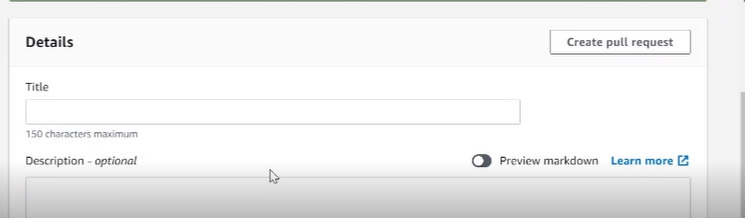 Details
Create pull request
Title
150 characters maximum
Description - optional
Preview markdown
Learn more